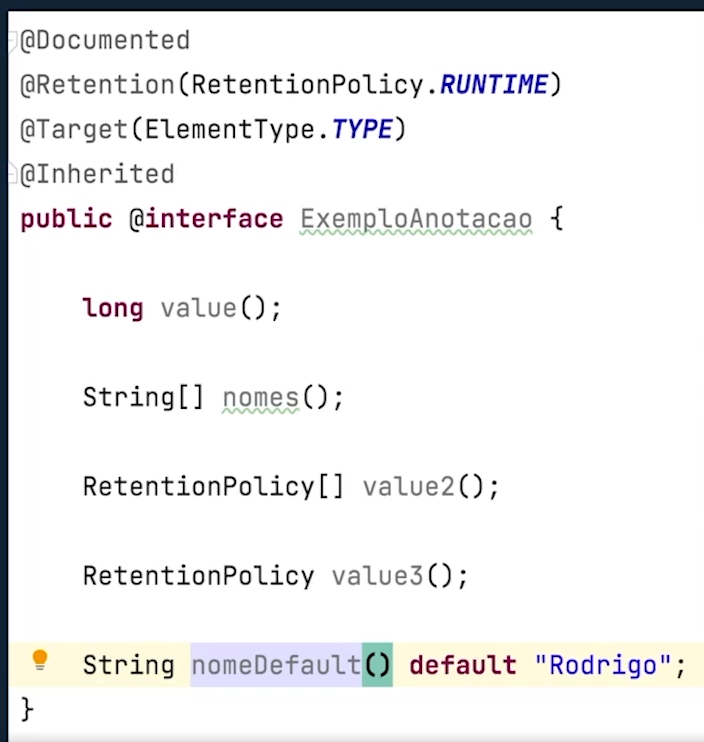 @Documented
@Retention(RetentionPolicy.RUNTIME)
@Target(ElementType.TYPE)
@Inherited
public @interface ExemploAnotacao {
long value();
String[] nomes();
RetentionPolicy[] value2();
RetentionPolicy value3();
String nomeDefault() default "Rodrigo";
}